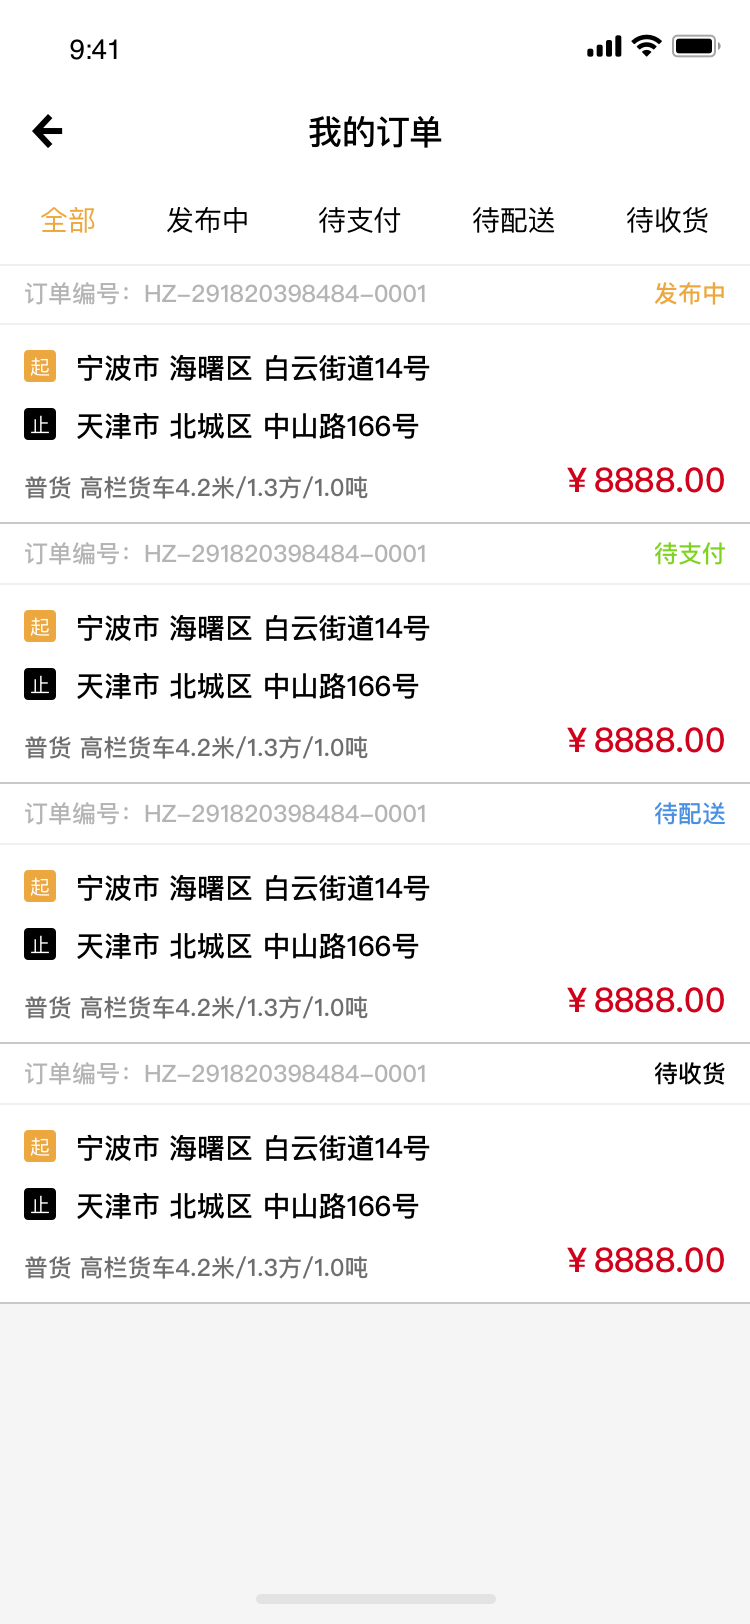 9:41
我的订单
全部 发布中 待支付 待配送 待收货
订单编号：HZ-291820398484-0001 发布中
起 宁波市 海曙区 白云街道14号
止 天津市 北城区 中山路166号
普货 高栏货车4.2米/1.3方/1.0吨 ¥8888.00
订单编号：HZ-291820398484-0001 待支付
起 宁波市 海曙区 白云街道14号
止 天津市 北城区 中山路166号
普货 高栏货车4.2米/1.3方/1.0吨 ¥8888.00
订单编号：HZ-291820398484-0001 待配送
起 宁波市 海曙区 白云街道14号
止 天津市 北城区 中山路166号
普货 高栏货车4.2米/1.3方/1.0吨 ¥8888.00
订单编号：HZ-291820398484-0001 待收货
起 宁波市 海曙区 白云街道14号
止 天津市 北城区 中山路166号
普货 高栏货车4.2米/1.3方/1.0吨 ¥8888.00